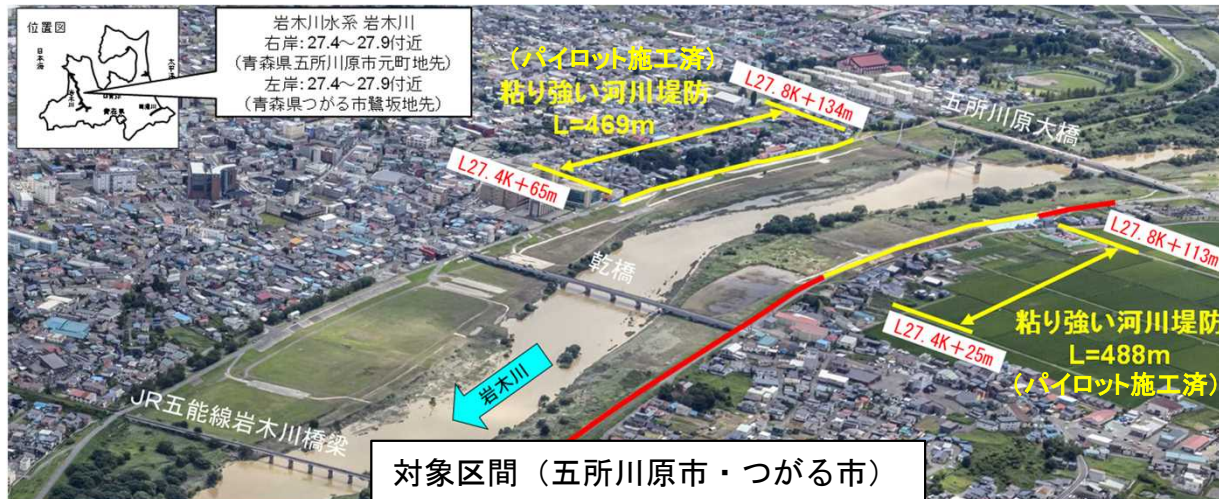 位置図
日本海
青森県
岩木川水系 岩木川
右岸：27.4～27.9付近
（青森県五所川原市元町地先）
左岸：27.4～27.9付近
（青森県つがる市鷺坂地先）
（パイロット施工済）
粘り強い河川堤防
L=469m
L27.8K+134m
L27.4K+65m
五所川原大橋
乾橋
L27.8K+113m
L27.4K+25m
粘り強い河川堤防
L=488m
（パイロット施工済）
岩木川
JR五能線岩木川橋梁
対象区間（五所川原市・つがる市）